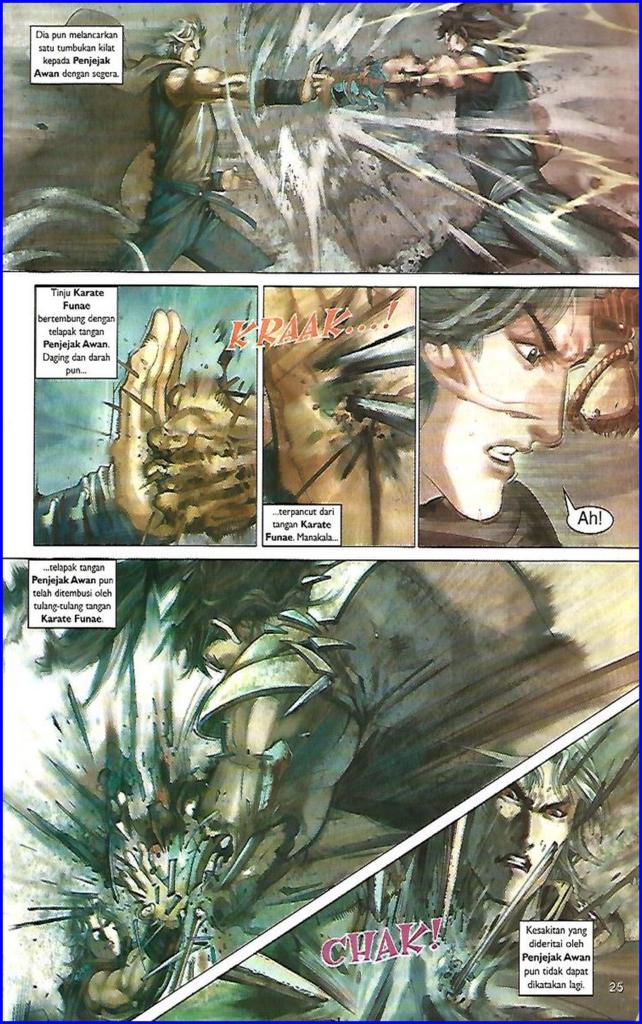 Dia pun melancarkan
satu tumbukan kilat
kepada Penjejak
Awan dengan segera.
Tinju Karate
Funae
bertembung dengan
telapak tangan
Penjejak Awan.
Daging dan darah
pun...
KRAAK...!
...terpancut dari
tangan Karate
Funae. Manakala...
Ah!
...telapak tangan
Penjejak Awan pun
telah ditembusi oleh
tulang-tulang tangan
Karate Funae.
CHAK!
Kesakitan yang
dideritai oleh
Penjejak Awan
pun tidak dapat
dikatakan lagi.
25